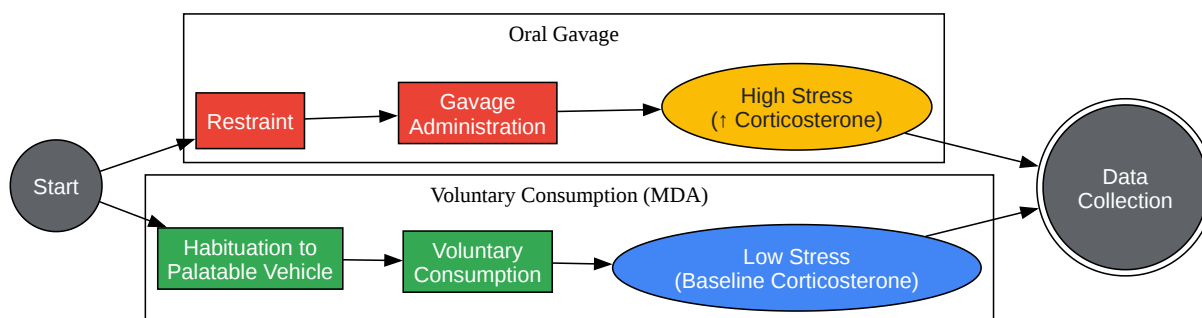 Oral Gavage
Restraint
Gavage
Administration
High Stress
(↑ Corticosterone)
Start
Data
Collection
Voluntary Consumption (MDA)
Habituation to
Palatable Vehicle
Voluntary
Consumption
Low Stress
(Baseline Corticosterone)